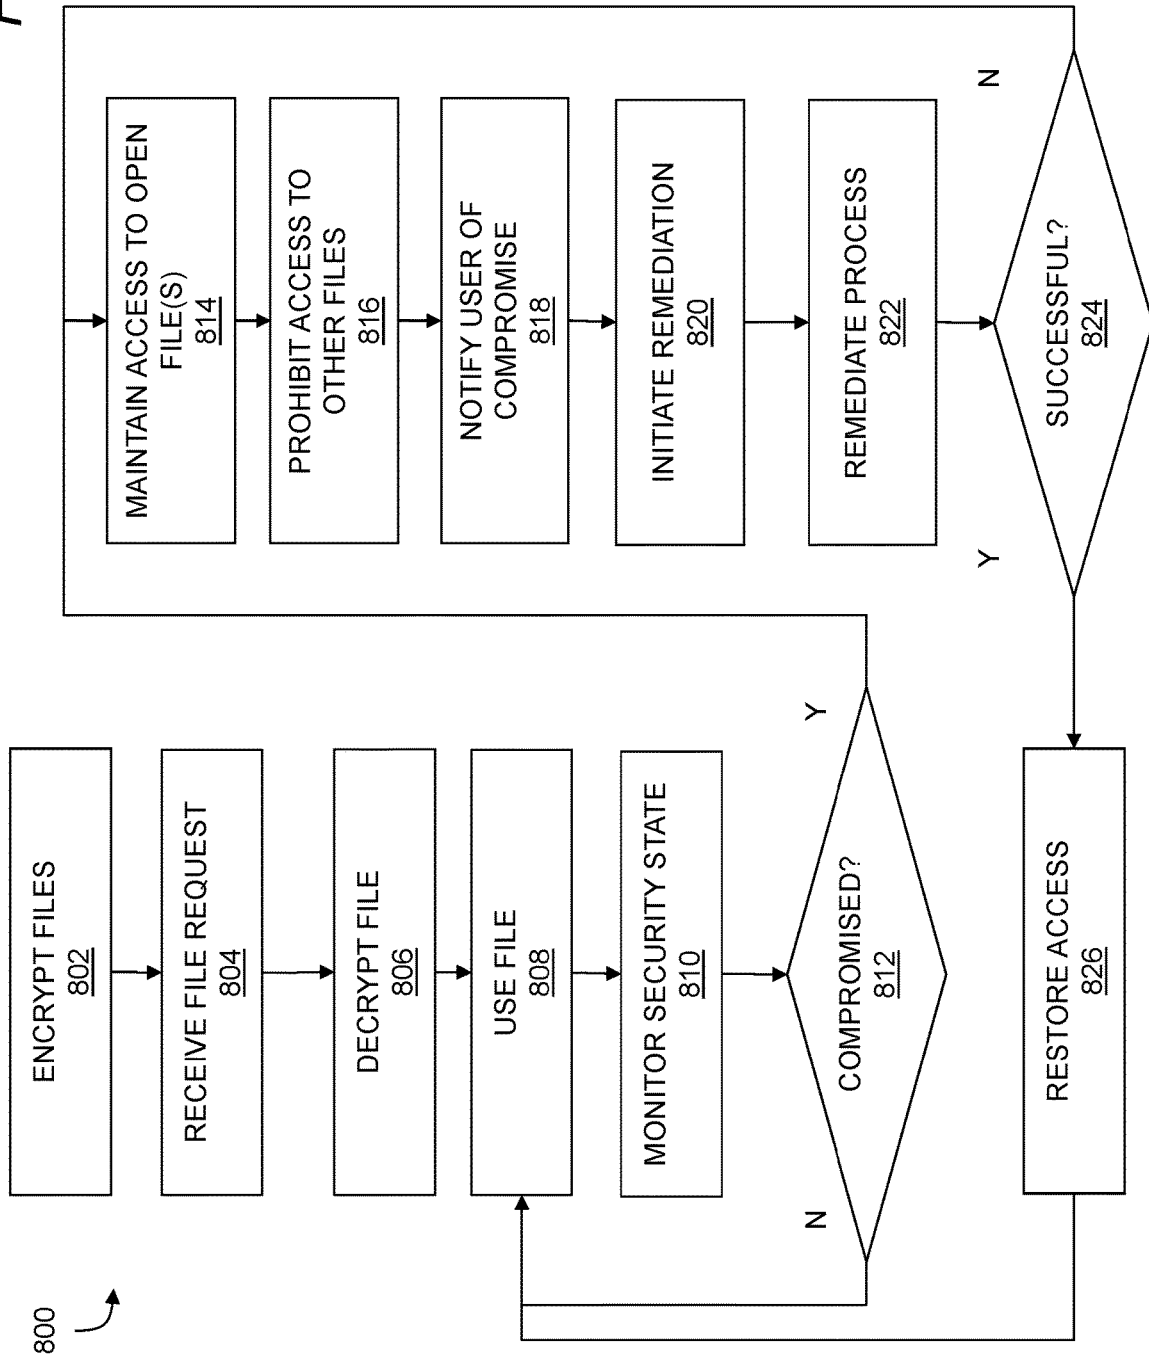 800
ENCRYPT FILES
802
RECEIVE FILE REQUEST
804
DECRYPT FILE
806
USE FILE
808
MONITOR SECURITY STATE
810
COMPROMISED?
812
N
Y
MAINTAIN ACCESS TO OPEN
FILE(S)
814
PROHIBIT ACCESS TO
OTHER FILES
816
NOTIFY USER OF
COMPROMISE
818
INITIATE REMEDIATION
820
REMEDIATE PROCESS
822
SUCCESSFUL?
824
Y
N
RESTORE ACCESS
826